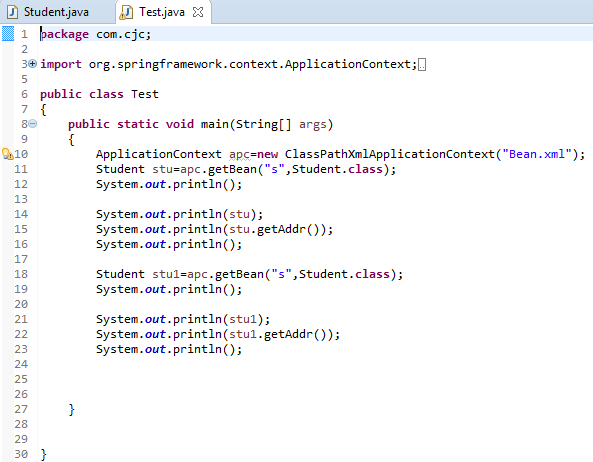 Student.java Test.java
1 package com.cjc;
2
3 import org.springframework.context.ApplicationContext;
5
6 public class Test
7 {
8 public static void main(String[] args)
9 {
10 ApplicationContext apc=new ClassPathXmlApplicationContext("Bean.xml");
11 Student stu=apc.getBean("s",Student.class);
12 System.out.println();
13
14 System.out.println(stu);
15 System.out.println(stu.getAddr());
16 System.out.println();
17
18 Student stu1=apc.getBean("s",Student.class);
19 System.out.println();
20
21 System.out.println(stu1);
22 System.out.println(stu1.getAddr());
23 System.out.println();
24
25
26
27 }
28
29
30 }